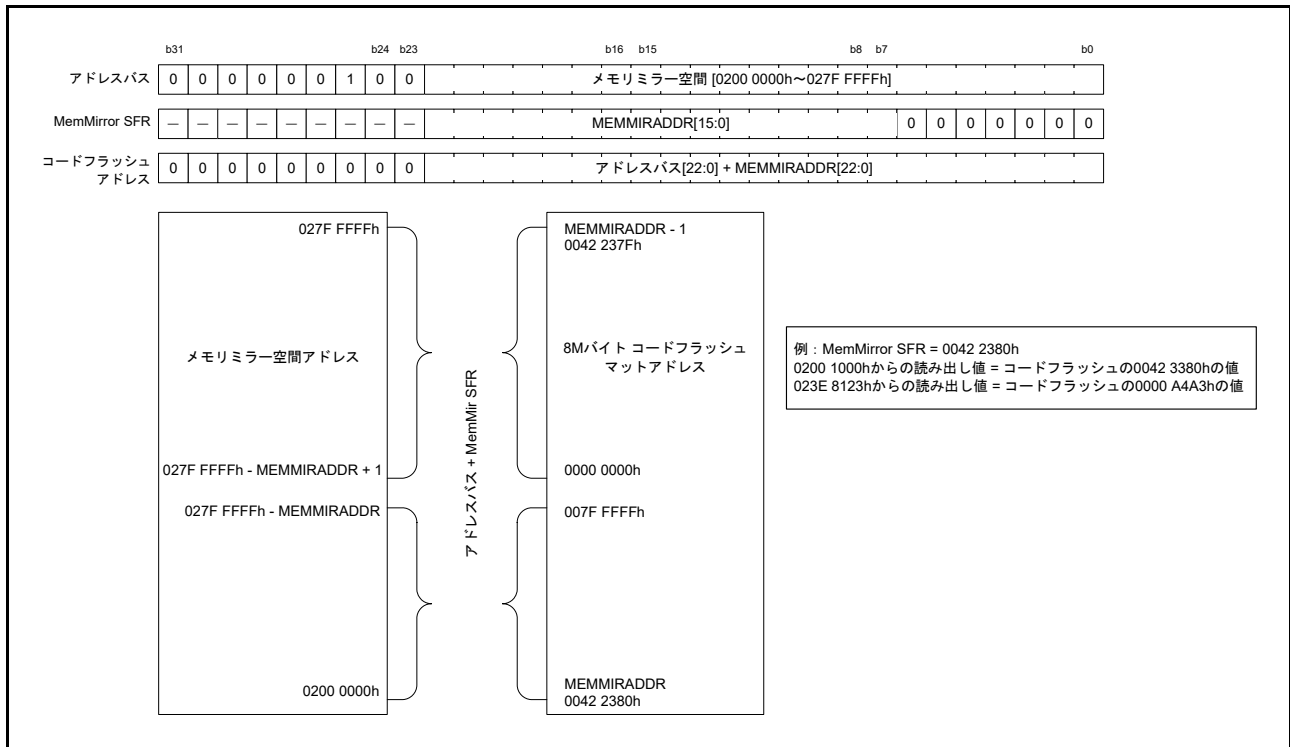 b31 b24 b23 b16 b15 b8 b7 b0
アドレスバス 0 0 0 0 0 0 1 0 0 メモリミラー空間 [0200 0000h～027F FFFFh]
MemMirror SFR — — — — — — — — — MEMMIRADDR[15:0] 0 0 0 0 0 0 0
コードフラッシュ
アドレス 0 0 0 0 0 0 0 0 0 アドレスバス[22:0] + MEMMIRADDR[22:0]
027F FFFFh
メモリミラー空間アドレス
027F FFFFh - MEMMIRADDR + 1
027F FFFFh - MEMMIRADDR
0200 0000h
アドレスバス + MemMir SFR
MEMMIRADDR - 1
0042 237Fh
8Mバイト コードフラッシュ
マットアドレス
0000 0000h
007F FFFFh
MEMMIRADDR
0042 2380h
例：MemMirror SFR = 0042 2380h
0200 1000hからの読み出し値 = コードフラッシュの0042 3380hの値
023E 8123hからの読み出し値 = コードフラッシュの0000 A4A3hの値